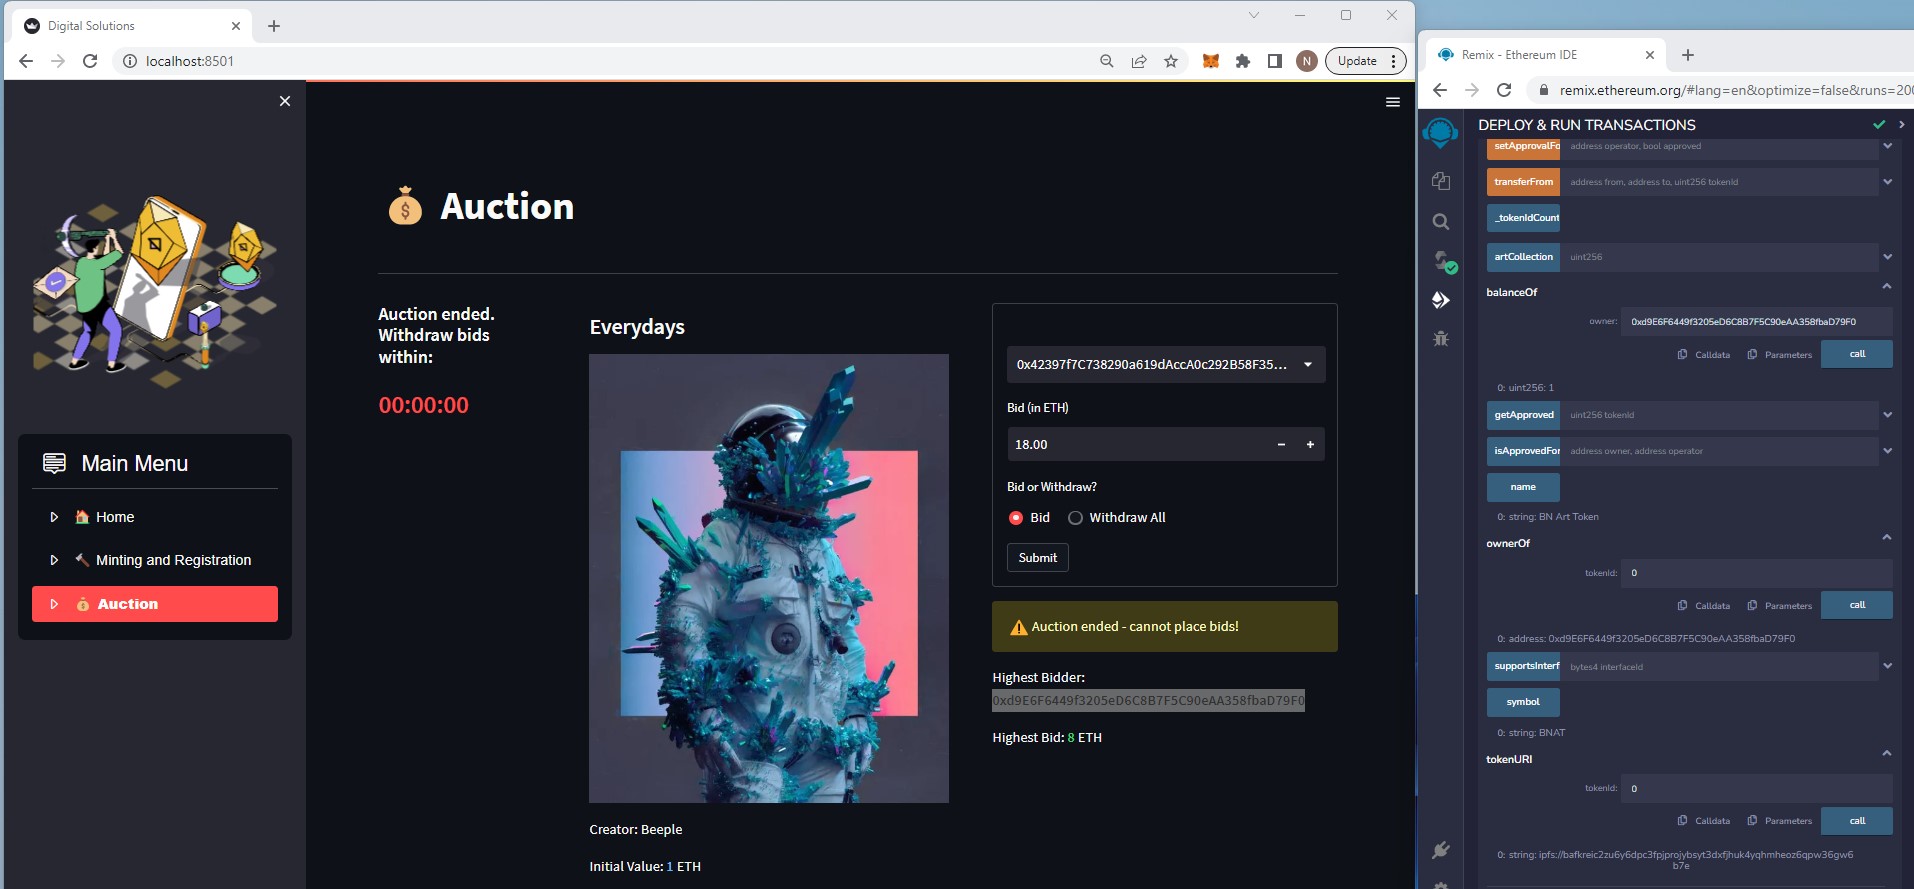 Digital Solutions
localhost:8501
N
Update
Main Menu
Home
Minting and Registration
Auction
Auction
Auction ended.
Withdraw bids
within:
00:00:00
Everydays
Creator: Beeple
Initial Value: 1 ETH
0x42397f7C738290a619dAccA0c292B58F35...
Bid (in ETH)
18.00
Bid or Withdraw?
Bid
Withdraw All
Submit
Auction ended - cannot place bids!
Highest Bidder:
0xd9E6F6449f3205eD6C8B7F5C90eAA358fbaD79F0
Highest Bid: 8 ETH
Remix - Ethereum IDE
remix.ethereum.org/#lang=en&optimize=false&runs=200
DEPLOY & RUN TRANSACTIONS
setApprovalFo address operator, bool approved
transferFrom address from, address to, uint256 tokenId
_tokenIdCount
artCollection uint256
balanceOf
owner: 0xd9E6F6449f3205eD6C8B7F5C90eAA358fbaD79F0
Calldata Parameters call
0: uint256: 1
getApproved uint256 tokenId
isApprovedFor address owner, address operator
name
0: string: BN Art Token
ownerOf
tokenId: 0
Calldata Parameters call
0: address: 0xd9E6F6449f3205eD6C8B7F5C90eAA358fbaD79F0
supportsInterf bytes4 interfaceId
symbol
0: string: BNAT
tokenURI
tokenId: 0
Calldata Parameters call
0: string: ipfs://bafkreic2zu6y6dpc3fpjprojybsyt3dxfjhuk4yqhmheoz6qpw36gw6
b7e